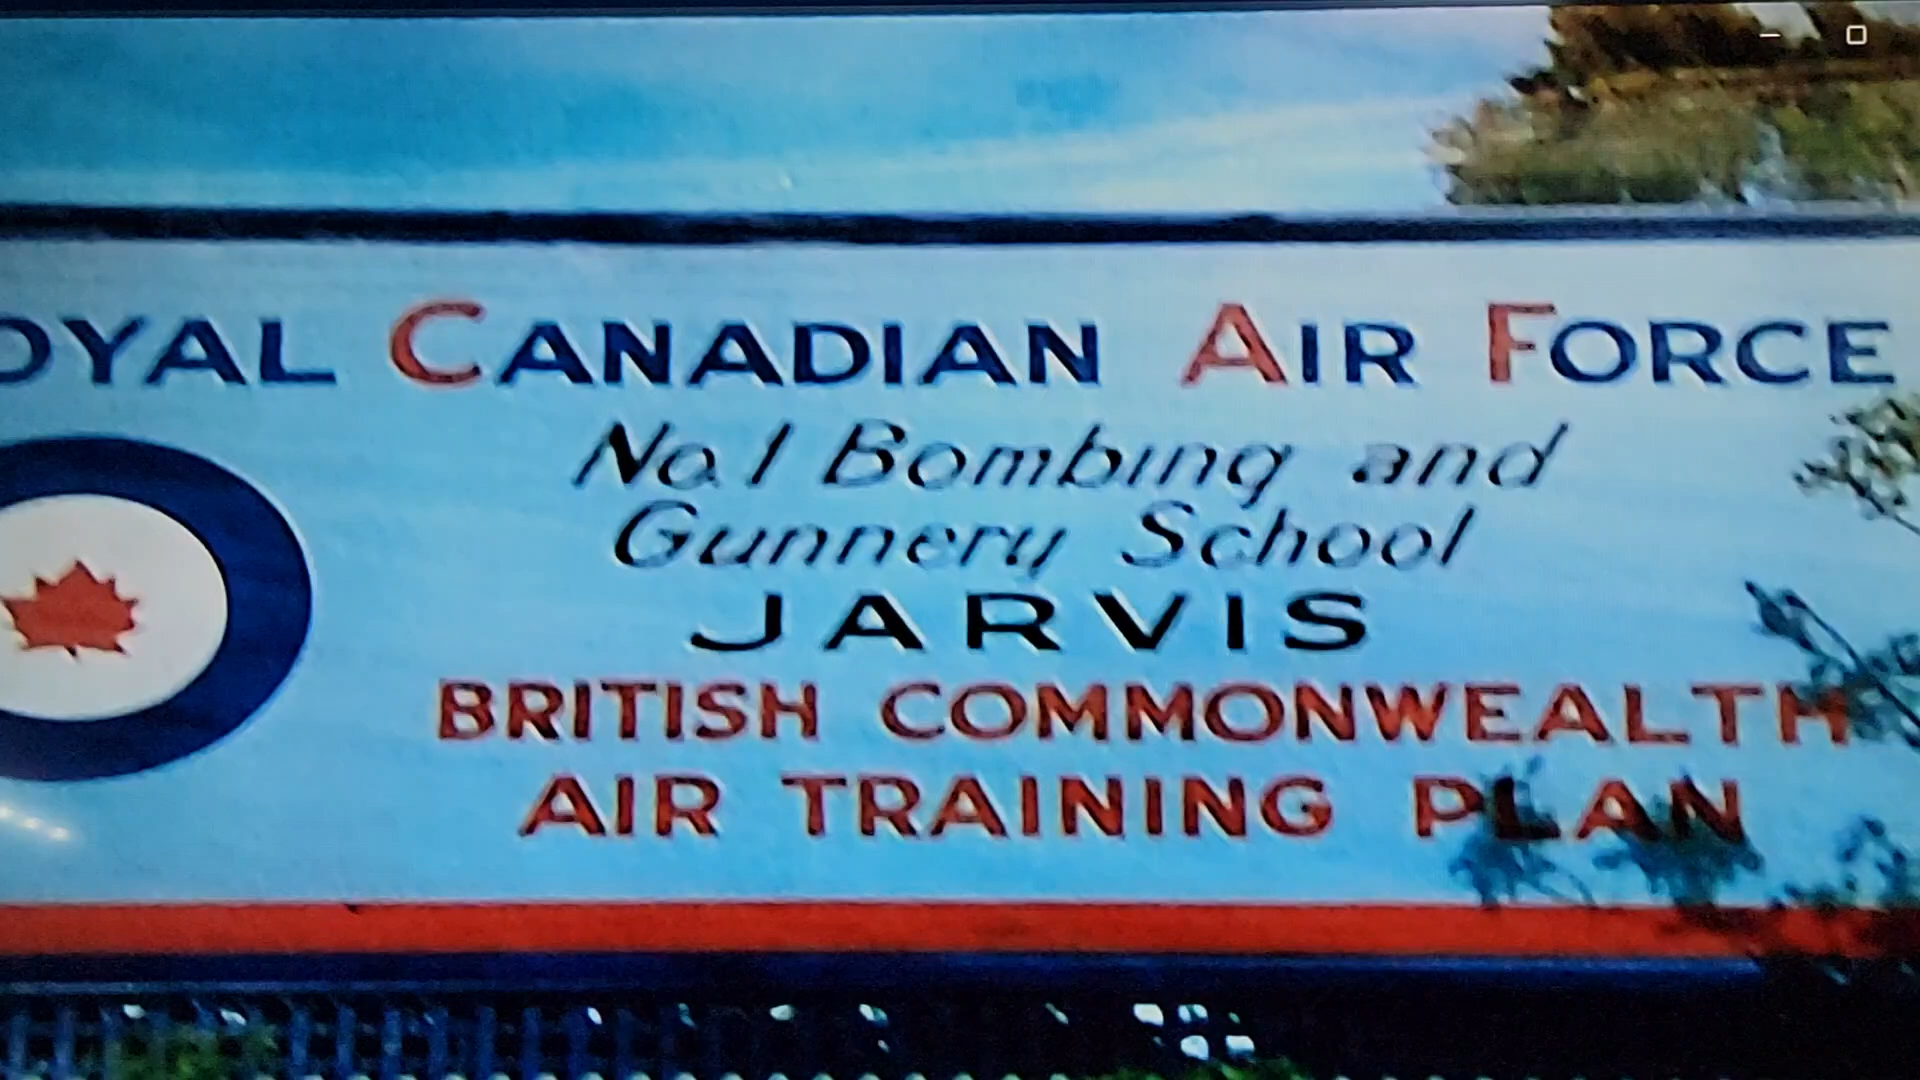 OYAL CANADIAN AIR FORCE
No.1 Bombing and
Gunnery School
JARVIS
BRITISH COMMONWEALTH
AIR TRAINING PLAN